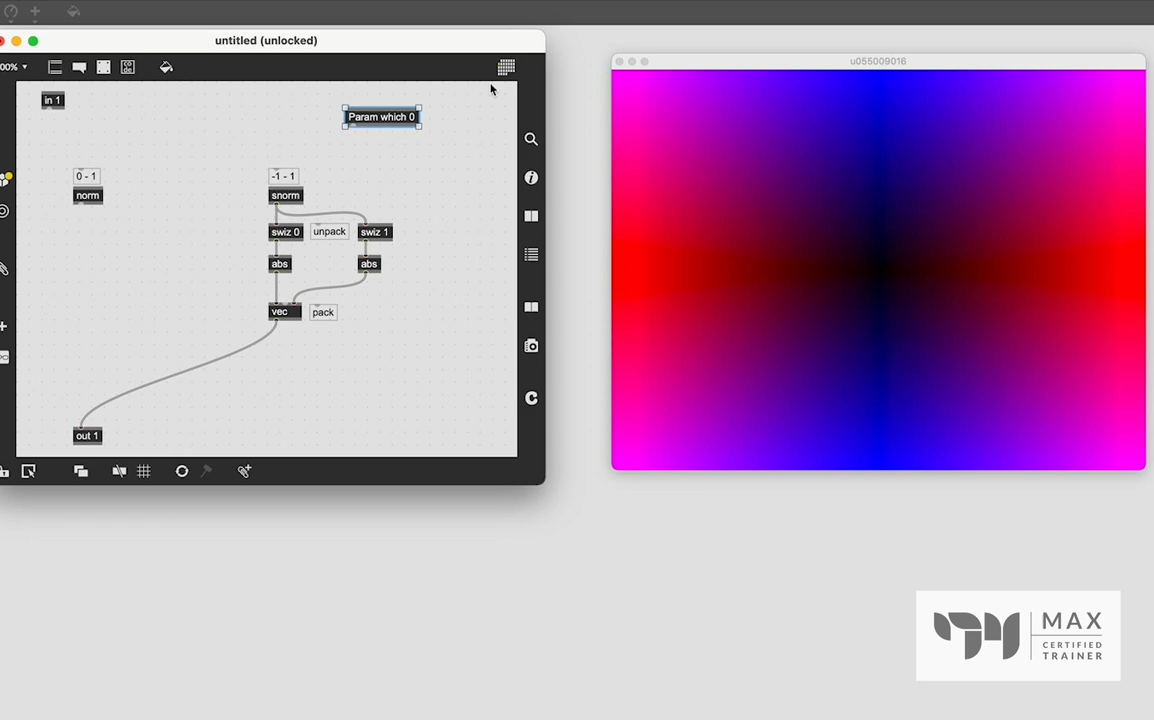 untitled (unlocked)
u055009016
00%
in 1
Param which 0
0 - 1
-1 - 1
norm
snorm
swiz 0
unpack
swiz 1
abs
abs
vec
pack
out 1
MAX
CERTIFIED
TRAINER